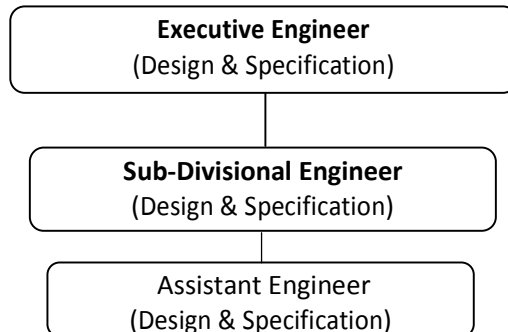 Executive Engineer
(Design & Specification)
Sub-Divisional Engineer
(Design & Specification)
Assistant Engineer
(Design & Specification)